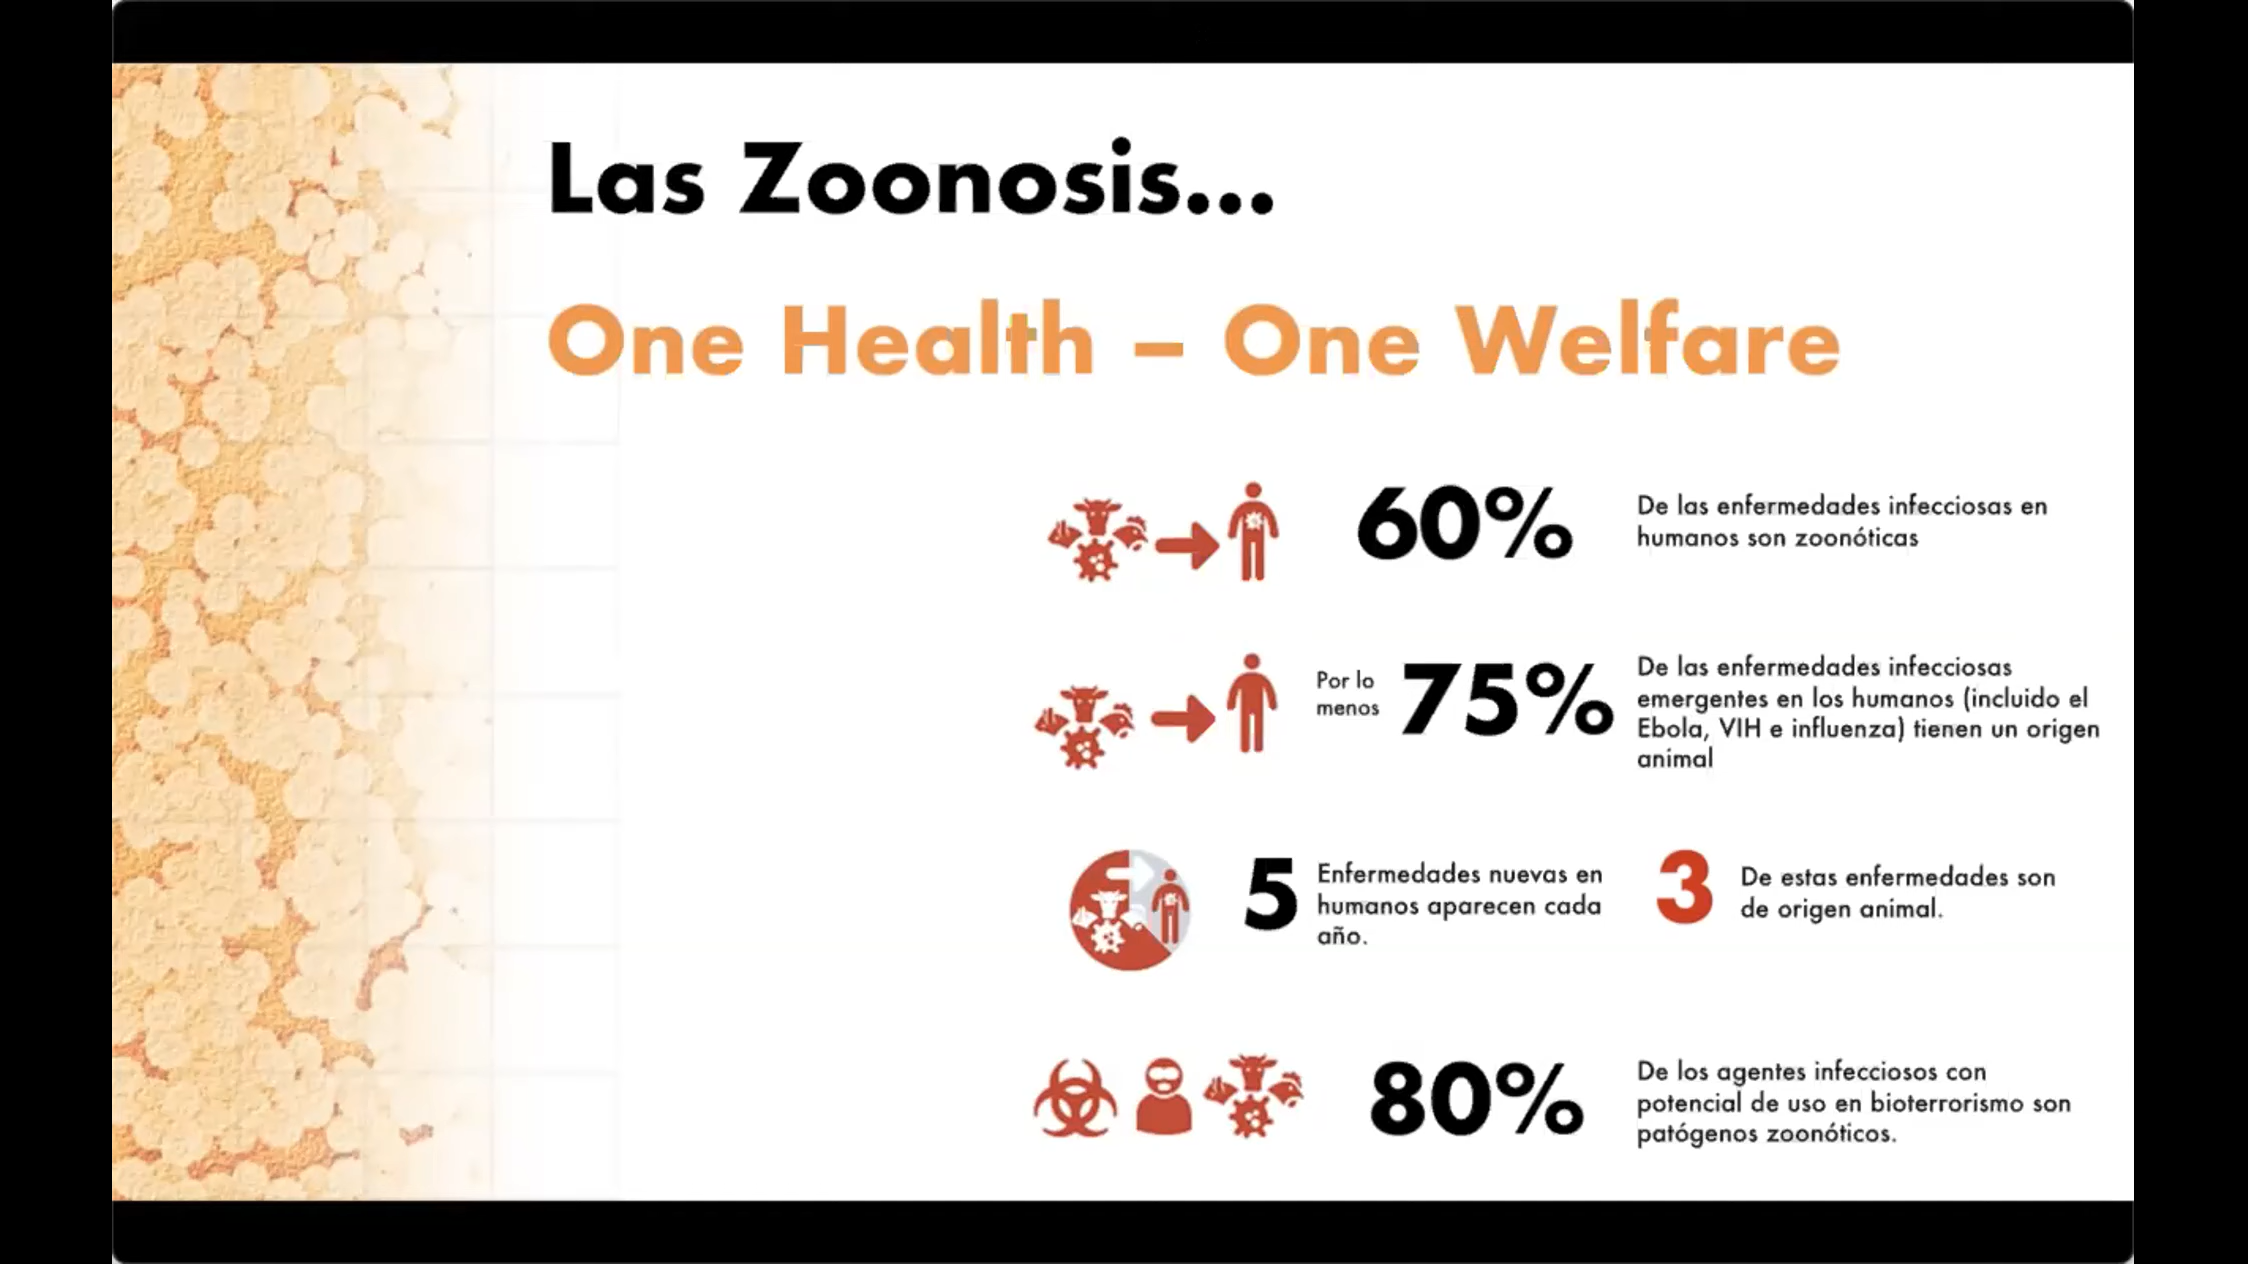 Las Zoonosis...
One Health – One Welfare
60%
De las enfermedades infecciosas en
humanos son zoonóticas
Por lo
menos
75%
De las enfermedades infecciosas
emergentes en los humanos (incluido el
Ebola, VIH e influenza) tienen un origen
animal
5
Enfermedades nuevas en
humanos aparecen cada
año.
3
De estas enfermedades son
de origen animal.
80%
De los agentes infecciosos con
potencial de uso en bioterrorismo son
patógenos zoonóticos.